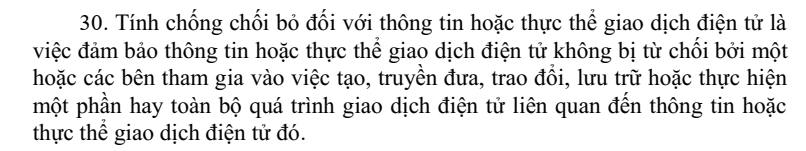 30. Tính chống chối bỏ đối với thông tin hoặc thực thể giao dịch điện tử là
việc đảm bảo thông tin hoặc thực thể giao dịch điện tử không bị từ chối bởi một
hoặc các bên tham gia vào việc tạo, truyền đưa, trao đổi, lưu trữ hoặc thực hiện
một phần hay toàn bộ quá trình giao dịch điện tử liên quan đến thông tin hoặc
thực thể giao dịch điện tử đó.